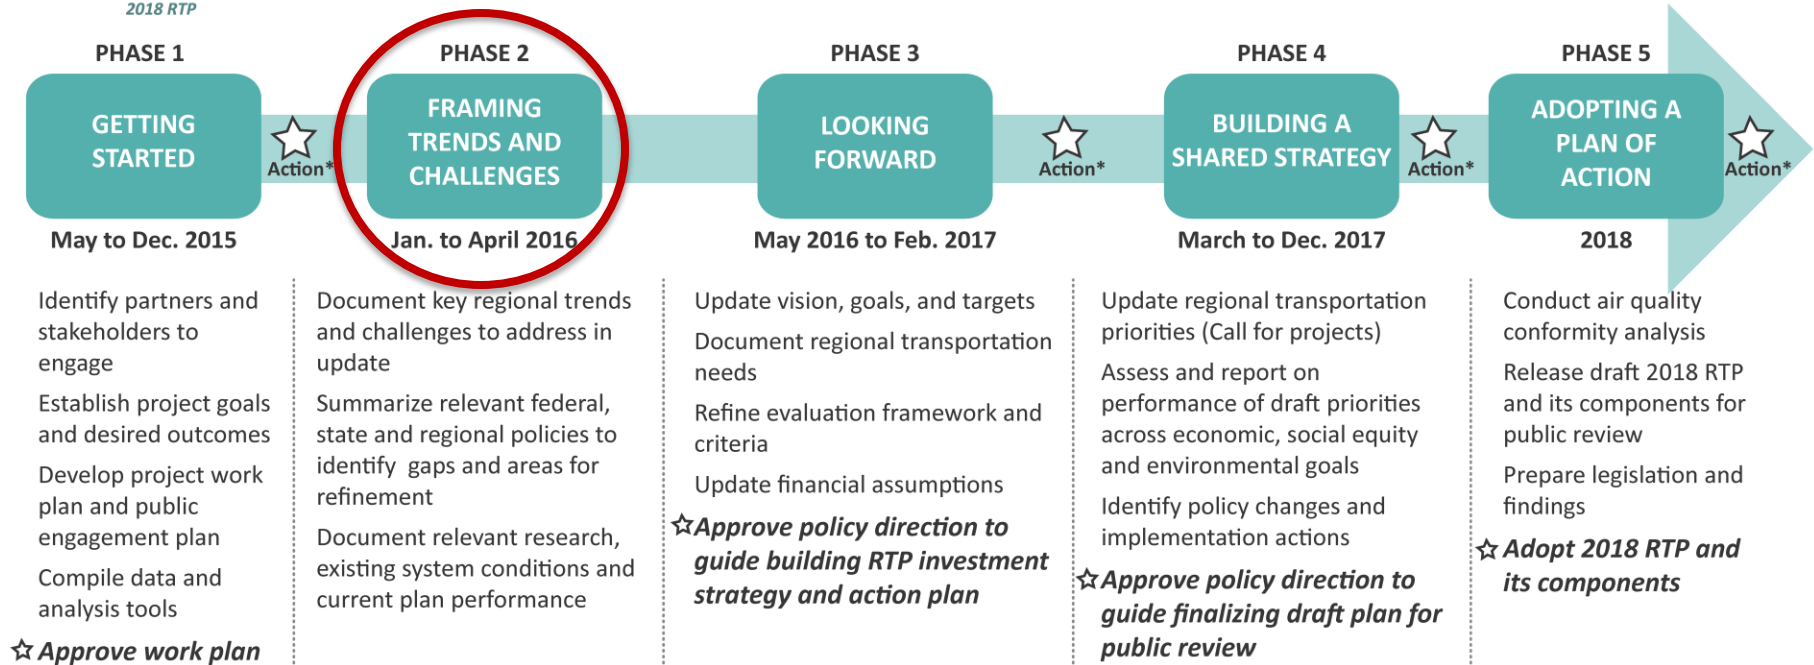 2018 RTP
PHASE 1
GETTING
STARTED
May to Dec. 2015
Action*
PHASE 2
FRAMING
TRENDS AND
CHALLENGES
Jan. to April 2016
PHASE 3
LOOKING
FORWARD
May 2016 to Feb. 2017
Action*
PHASE 4
BUILDING A
SHARED STRATEGY
March to Dec. 2017
Action*
PHASE 5
ADOPTING A
PLAN OF
ACTION
2018
Action*
Identify partners and
stakeholders to
engage
Establish project goals
and desired outcomes
Develop project work
plan and public
engagement plan
Compile data and
analysis tools
Approve work plan
Document key regional trends
and challenges to address in
update
Summarize relevant federal,
state and regional policies to
identify gaps and areas for
refinement
Document relevant research,
existing system conditions and
current plan performance
Update vision, goals, and targets
Document regional transportation
needs
Refine evaluation framework and
criteria
Update financial assumptions
Approve policy direction to
guide building RTP investment
strategy and action plan
Update regional transportation
priorities (Call for projects)
Assess and report on
performance of draft priorities
across economic, social equity
and environmental goals
Identify policy changes and
implementation actions
Approve policy direction to
guide finalizing draft plan for
public review
Conduct air quality
conformity analysis
Release draft 2018 RTP
and its components for
public review
Prepare legislation and
findings
Adopt 2018 RTP and
its components